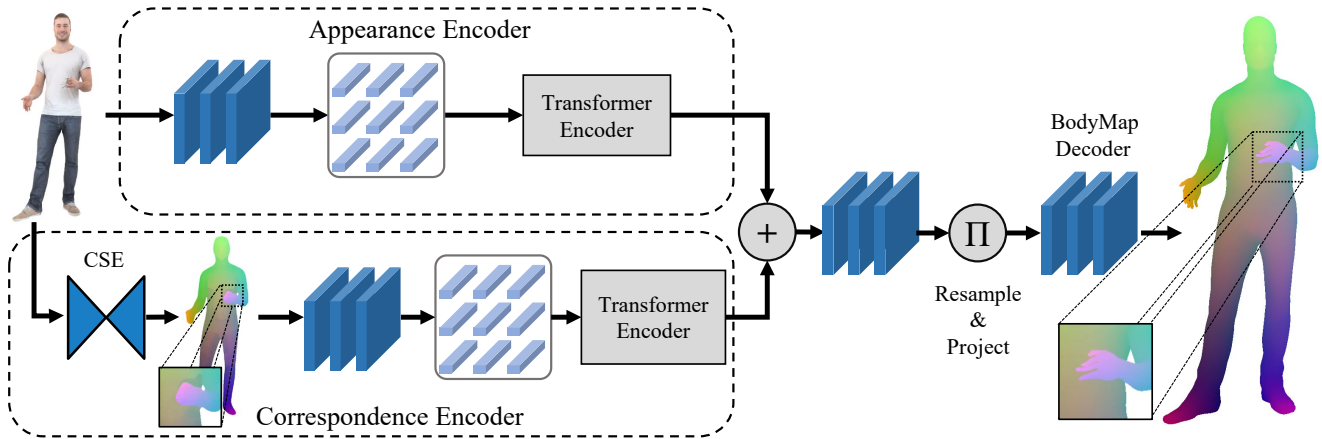 Appearance Encoder
Transformer
Encoder
CSE
Transformer
Encoder
Correspondence Encoder
+
Π
Resample
&
Project
BodyMap
Decoder